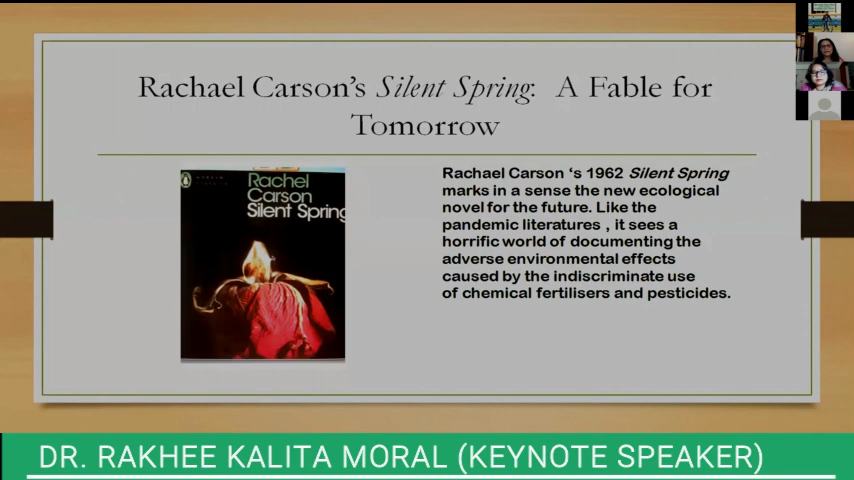 Rachael Carson's Silent Spring: A Fable for
Tomorrow
Rachel
Carson
Silent Spring
Rachael Carson 's 1962 Silent Spring
marks in a sense the new ecological
novel for the future. Like the
pandemic literatures , it sees a
horrific world of documenting the
adverse environmental effects
caused by the indiscriminate use
of chemical fertilisers and pesticides.
DR. RAKHEE KALITA MORAL (KEYNOTE SPEAKER)